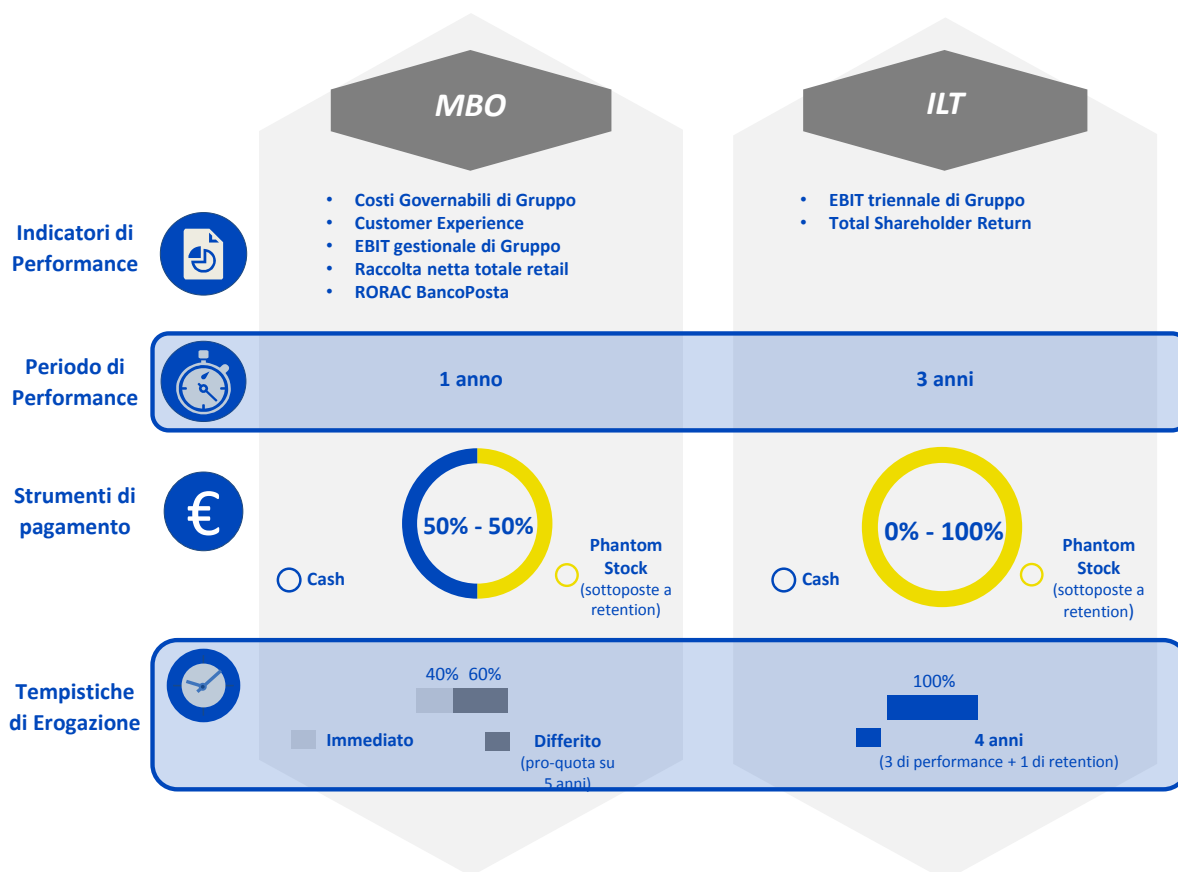 MBO
ILT
Indicatori di
Performance
• Costi Governabili di Gruppo
• Customer Experience
• EBIT gestionale di Gruppo
• Raccolta netta totale retail
• RORAC BancoPosta
• EBIT triennale di Gruppo
• Total Shareholder Return
Periodo di
Performance
1 anno
3 anni
Strumenti di
pagamento
€
50% - 50%
Cash
Phantom
Stock
(sottoposte a
retention)
0% - 100%
Cash
Phantom
Stock
(sottoposte a
retention)
Tempistiche
di Erogazione
40% 60%
Immediato
Differito
(pro-quota su
5 anni)
100%
4 anni
(3 di performance + 1 di retention)